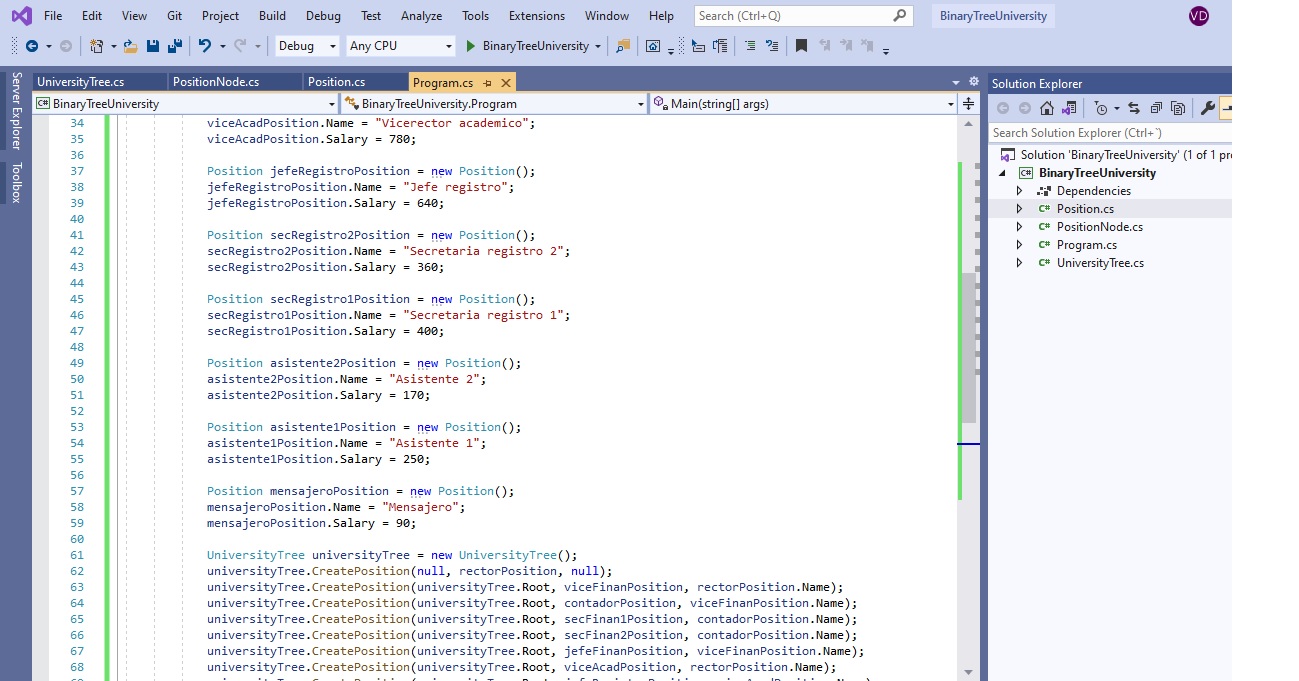 File Edit View Git Project Build Debug Test Analyze Tools Extensions Window Help Search (Ctrl+Q) BinaryTreeUniversity VD
Debug Any CPU BinaryTreeUniversity
Server Explorer
Toolbox
UniversityTree.cs PositionNode.cs Position.cs Program.cs
C# BinaryTreeUniversity BinaryTreeUniversity.Program Main(string[] args)
34 viceAcadPosition.Name = "Vicerector academico";
35 viceAcadPosition.Salary = 780;
36
37 Position jefeRegistroPosition = new Position();
38 jefeRegistroPosition.Name = "Jefe registro";
39 jefeRegistroPosition.Salary = 640;
40
41 Position secRegistro2Position = new Position();
42 secRegistro2Position.Name = "Secretaria registro 2";
43 secRegistro2Position.Salary = 360;
44
45 Position secRegistro1Position = new Position();
46 secRegistro1Position.Name = "Secretaria registro 1";
47 secRegistro1Position.Salary = 400;
48
49 Position asistente2Position = new Position();
50 asistente2Position.Name = "Asistente 2";
51 asistente2Position.Salary = 170;
52
53 Position asistente1Position = new Position();
54 asistente1Position.Name = "Asistente 1";
55 asistente1Position.Salary = 250;
56
57 Position mensajeroPosition = new Position();
58 mensajeroPosition.Name = "Mensajero";
59 mensajeroPosition.Salary = 90;
60
61 UniversityTree universityTree = new UniversityTree();
62 universityTree.CreatePosition(null, rectorPosition, null);
63 universityTree.CreatePosition(universityTree.Root, viceFinanPosition, rectorPosition.Name);
64 universityTree.CreatePosition(universityTree.Root, contadorPosition, viceFinanPosition.Name);
65 universityTree.CreatePosition(universityTree.Root, secFinan1Position, contadorPosition.Name);
66 universityTree.CreatePosition(universityTree.Root, secFinan2Position, contadorPosition.Name);
67 universityTree.CreatePosition(universityTree.Root, jefeFinanPosition, viceFinanPosition.Name);
68 universityTree.CreatePosition(universityTree.Root, viceAcadPosition, rectorPosition.Name);
Solution Explorer
Search Solution Explorer (Ctrl+`)
Solution 'BinaryTreeUniversity' (1 of 1 pr
C# BinaryTreeUniversity
Dependencies
C# Position.cs
C# PositionNode.cs
C# Program.cs
C# UniversityTree.cs